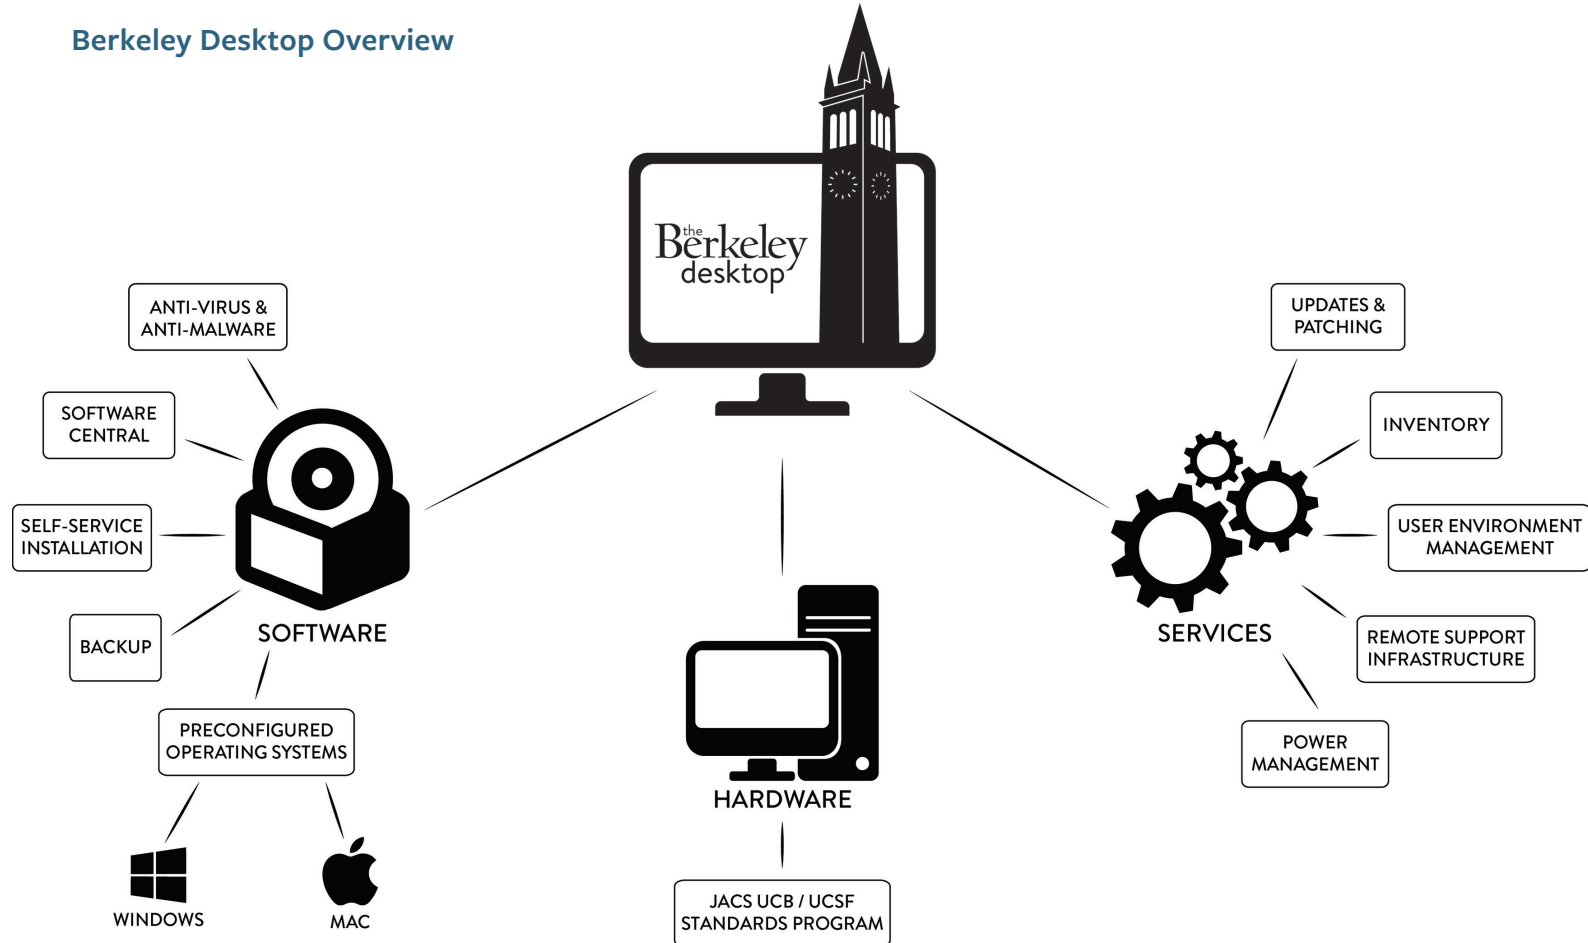 Berkeley Desktop Overview
the
Berkeley
desktop
ANTI-VIRUS &
ANTI-MALWARE
SOFTWARE
CENTRAL
SELF-SERVICE
INSTALLATION
BACKUP
SOFTWARE
PRECONFIGURED
OPERATING SYSTEMS
WINDOWS
MAC
HARDWARE
JACS UCB / UCSF
STANDARDS PROGRAM
UPDATES &
PATCHING
INVENTORY
USER ENVIRONMENT
MANAGEMENT
REMOTE SUPPORT
INFRASTRUCTURE
SERVICES
POWER
MANAGEMENT